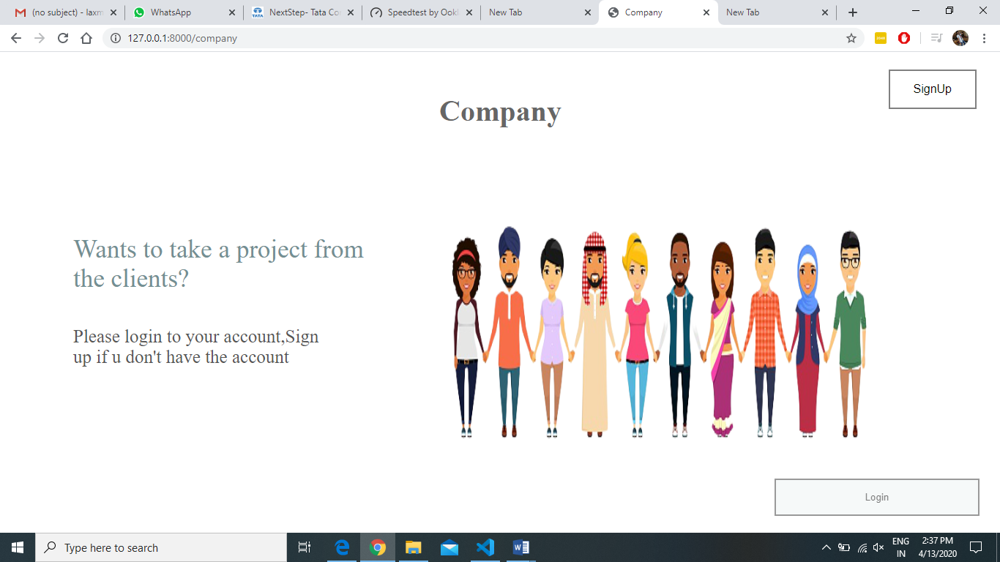 (no subject) - laxm
WhatsApp
NextStep- Tata Con
Speedtest by Ookl
New Tab
Company
New Tab
127.0.0.1:8000/company
SignUp
Company
Wants to take a project from
the clients?
Please login to your account,Sign
up if u don't have the account
Login
Type here to search
ENG
IN
2:37 PM
4/13/2020